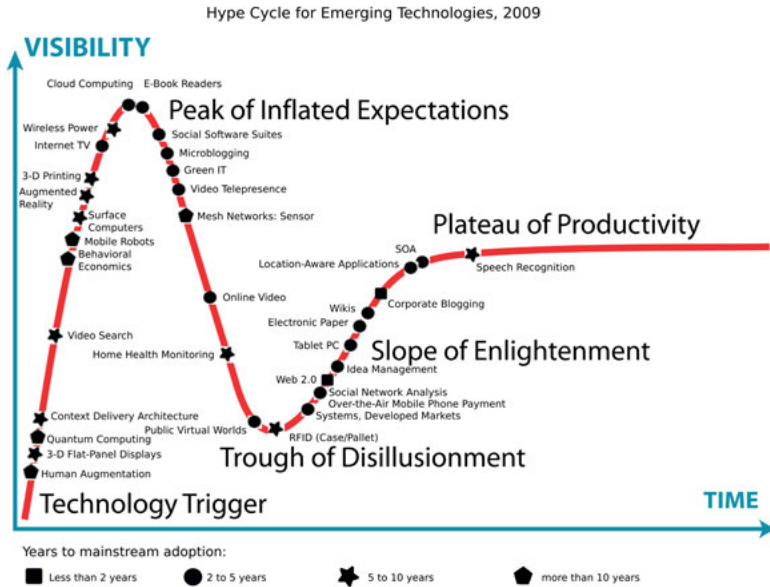 Hype Cycle for Emerging Technologies, 2009
VISIBILITY
Cloud Computing
E-Book Readers
Peak of Inflated Expectations
Wireless Power
Social Software Suites
Internet TV
Microblogging
Green IT
3-D Printing
Video Telepresence
Augmented
Reality
Surface
Computers
Mesh Networks: Sensor
Mobile Robots
Behavioral
Economics
Plateau of Productivity
SOA
Location-Aware Applications
Speech Recognition
Online Video
Corporate Blogging
Wikis
Electronic Paper
Video Search
Tablet PC
Home Health Monitoring
Slope of Enlightenment
Idea Management
Web 2.0
Social Network Analysis
Over-the-Air Mobile Phone Payment
Systems, Developed Markets
Context Delivery Architecture
Public Virtual Worlds
RFID (Case/Pallet)
Quantum Computing
3-D Flat-Panel Displays
Trough of Disillusionment
Human Augmentation
Technology Trigger
TIME
Years to mainstream adoption:
Less than 2 years
2 to 5 years
5 to 10 years
more than 10 years